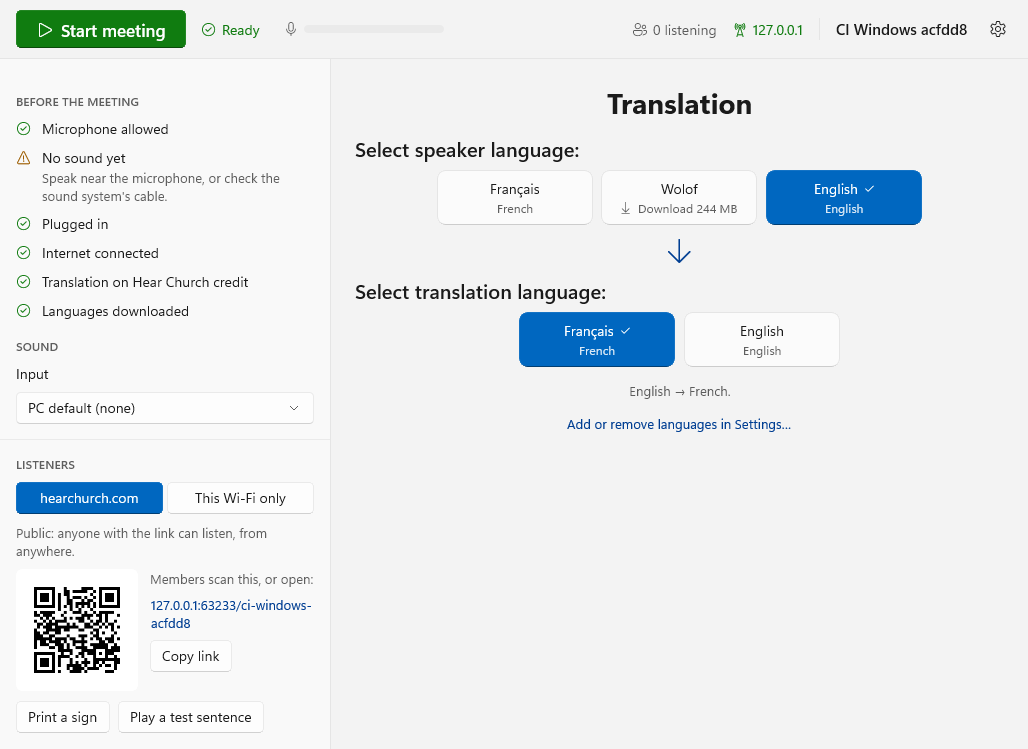 Start meeting
Ready
0 listening
127.0.0.1
CI Windows acfdd8
BEFORE THE MEETING
Microphone allowed
No sound yet
Speak near the microphone, or check the
sound system's cable.
Plugged in
Internet connected
Translation on Hear Church credit
Languages downloaded
SOUND
Input
PC default (none)
LISTENERS
hearchurch.com
This Wi-Fi only
Public: anyone with the link can listen, from
anywhere.
Members scan this, or open:
127.0.0.1:63233/ci-windows-
acfdd8
Copy link
Print a sign
Play a test sentence
Translation
Select speaker language:
Français
French
Wolof
Download 244 MB
English
English
Select translation language:
Français
French
English
English
English → French.
Add or remove languages in Settings...